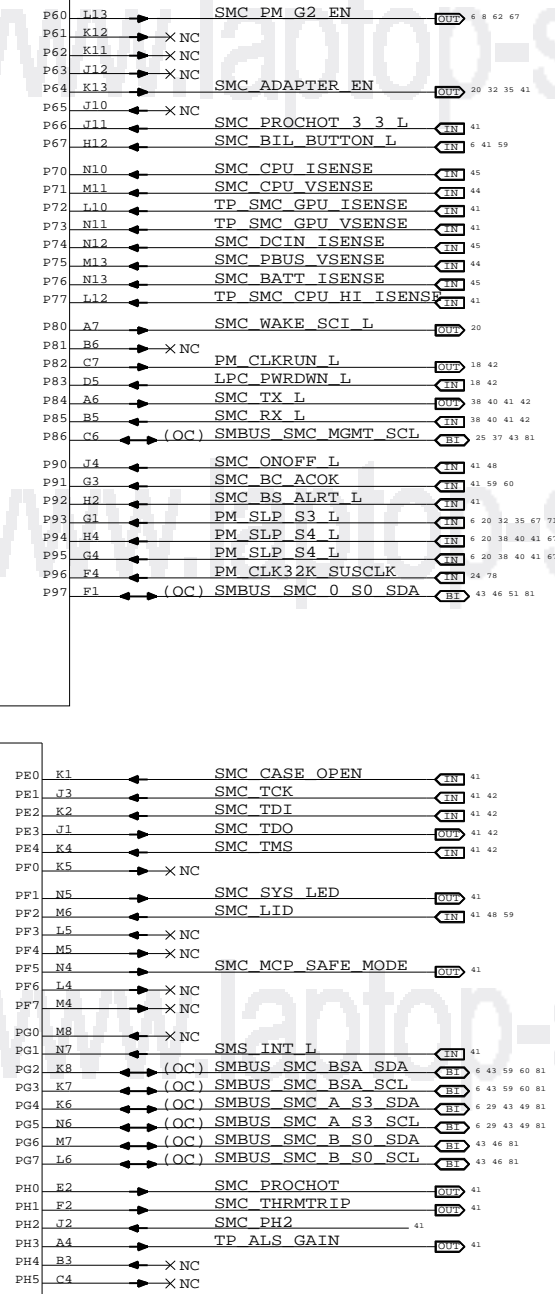 P60 L13 SMC_PM_G2_EN OUT 6 8 62 67
P61 K12 NC
P62 K11 NC
P63 J12 NC
P64 K13 SMC_ADAPTER_EN OUT 20 32 35 41
P65 J10 NC
P66 J11 SMC_PROCHOT_3_3_L IN 41
P67 H12 SMC_BIL_BUTTON_L IN 6 41 59
P70 N10 SMC_CPU_ISENSE IN 45
P71 M11 SMC_CPU_VSENSE IN 44
P72 L10 TP_SMC_GPU_ISENSE IN 41
P73 N11 TP_SMC_GPU_VSENSE IN 41
P74 N12 SMC_DCIN_ISENSE IN 45
P75 M13 SMC_PBUS_VSENSE IN 44
P76 N13 SMC_BATT_ISENSE IN 45
P77 L12 TP_SMC_CPU_HI_ISENSE IN 41
P80 A7 SMC_WAKE_SCI_L OUT 20
P81 B6 NC
P82 C7 PM_CLKRUN_L OUT 18 42
P83 D5 LPC_PWRDWN_L IN 18 42
P84 A6 SMC_TX_L OUT 38 40 41 42
P85 B5 SMC_RX_L IN 38 40 41 42
P86 C6 (OC) SMBUS_SMC_MGMT_SCL BI 25 37 43 81
P90 J4 SMC_ONOFF_L IN 41 48
P91 G3 SMC_BC_ACOK IN 41 59 60
P92 H2 SMC_BS_ALRT_L IN 41
P93 G1 PM_SLP_S3_L IN 6 20 32 35 67 71
P94 H4 PM_SLP_S4_L IN 6 20 38 40 41 67
P95 G4 PM_SLP_S4_L IN 6 20 38 40 41 67
P96 F4 PM_CLK32K_SUSCLK IN 24 78
P97 F1 (OC) SMBUS_SMC_0_S0_SDA BI 43 46 51 81
PE0 K1 SMC_CASE_OPEN IN 41
PE1 J3 SMC_TCK IN 41 42
PE2 K2 SMC_TDI IN 41 42
PE3 J1 SMC_TDO OUT 41 42
PE4 K4 SMC_TMS IN 41 42
PF0 K5 NC
PF1 N5 SMC_SYS_LED OUT 41
PF2 M6 SMC_LID IN 41 48 59
PF3 L5 NC
PF4 M5 NC
PF5 N4 SMC_MCP_SAFE_MODE OUT 41
PF6 L4 NC
PF7 M4 NC
PG0 M8 NC
PG1 N7 SMS_INT_L IN 41
PG2 K8 (OC) SMBUS_SMC_BSA_SDA BI 6 43 59 60 81
PG3 K7 (OC) SMBUS_SMC_BSA_SCL BI 6 43 59 60 81
PG4 K6 (OC) SMBUS_SMC_A_S3_SDA BI 6 29 43 49 81
PG5 N6 (OC) SMBUS_SMC_A_S3_SCL BI 6 29 43 49 81
PG6 M7 (OC) SMBUS_SMC_B_S0_SDA BI 43 46 81
PG7 L6 (OC) SMBUS_SMC_B_S0_SCL BI 43 46 81
PH0 E2 SMC_PROCHOT OUT 41
PH1 F2 SMC_THRMTRIP OUT 41
PH2 J2 SMC_PH2 41
PH3 A4 TP_ALS_GAIN OUT 41
PH4 B3 NC
PH5 C4 NC
www.laptop-s